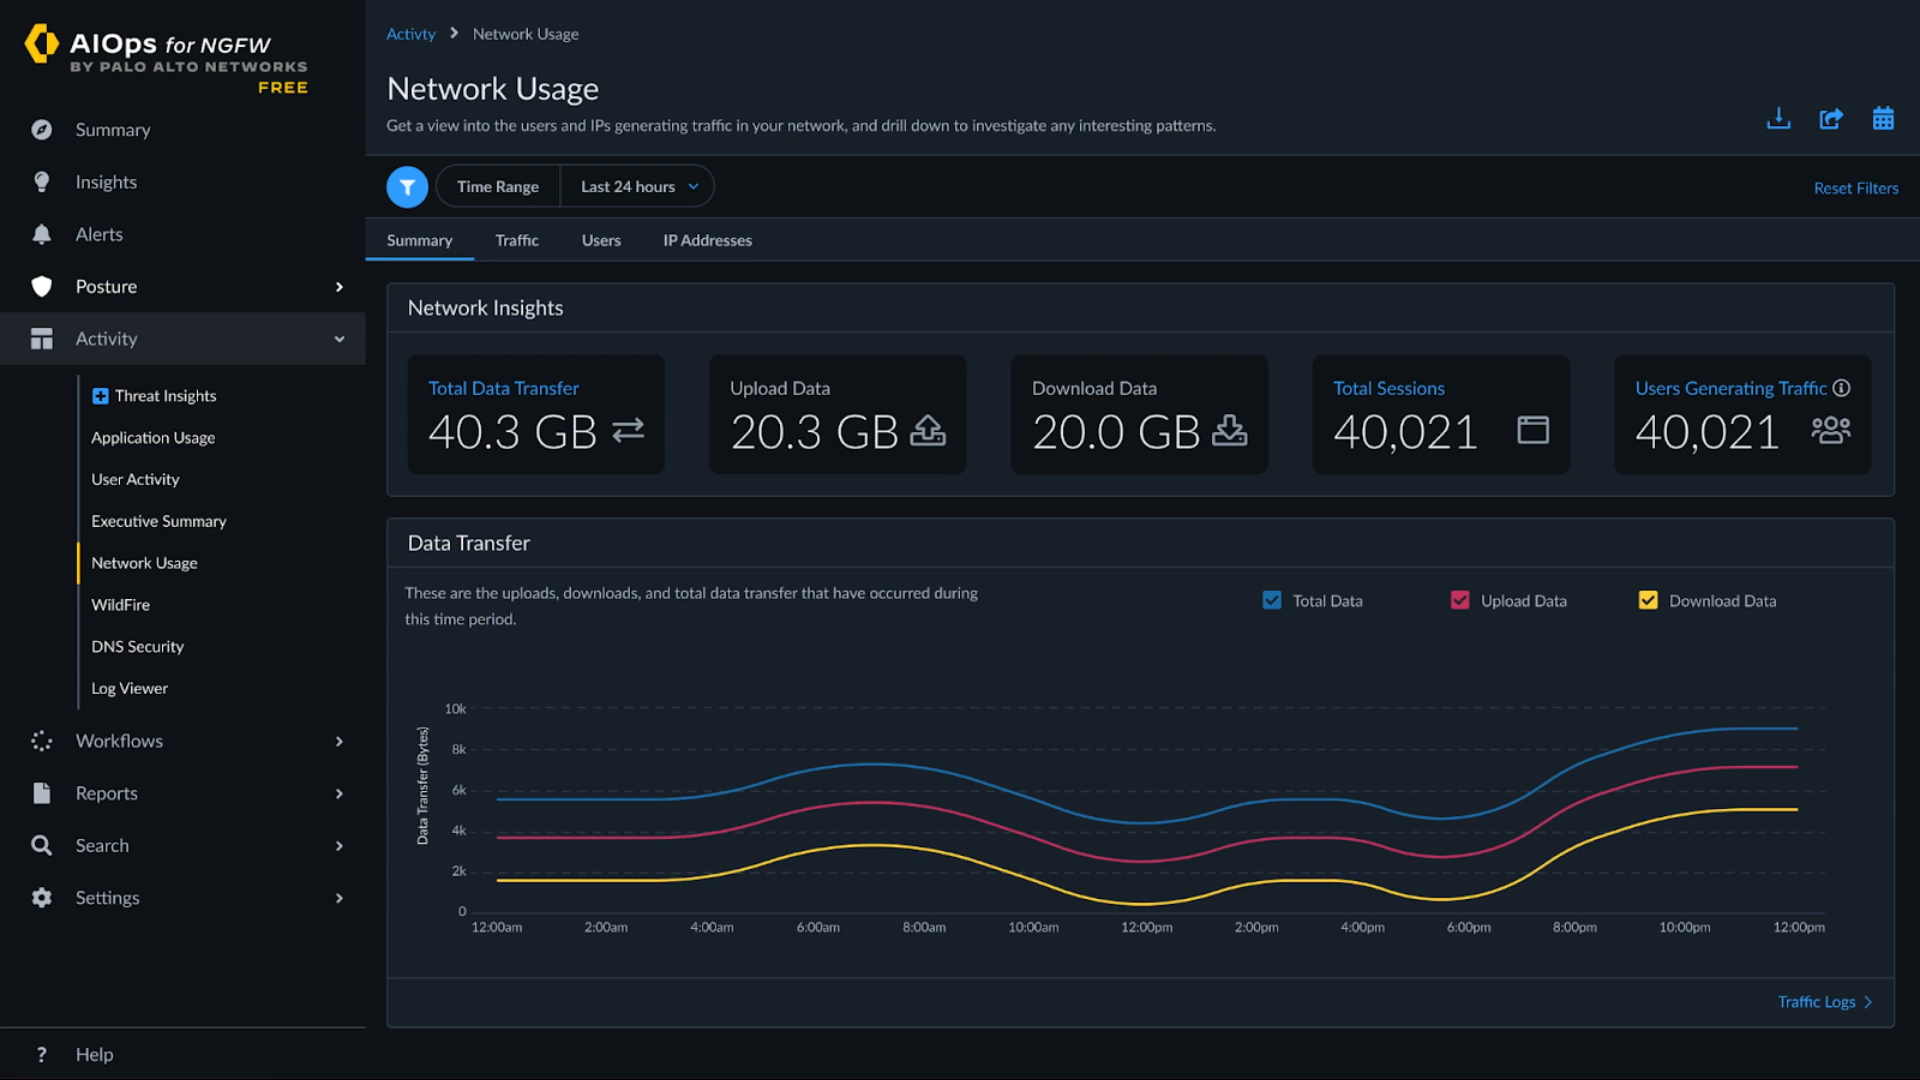 AIOps for NGFW
BY PALO ALTO NETWORKS
FREE
Summary
Insights
Alerts
Posture
Activity
Threat Insights
Application Usage
User Activity
Executive Summary
Network Usage
WildFire
DNS Security
Log Viewer
Workflows
Reports
Search
Settings
? Help
Activty > Network Usage
Network Usage
Get a view into the users and IPs generating traffic in your network, and drill down to investigate any interesting patterns.
Time Range Last 24 hours
Reset Filters
Summary Traffic Users IP Addresses
Network Insights
Total Data Transfer
40.3 GB
Upload Data
20.3 GB
Download Data
20.0 GB
Total Sessions
40,021
Users Generating Traffic
40,021
Data Transfer
These are the uploads, downloads, and total data transfer that have occurred during
this time period.
Total Data Upload Data Download Data
Data Transfer (Bytes)
10k
8k
6k
4k
2k
0
12:00am 2:00am 4:00am 6:00am 8:00am 10:00am 12:00pm 2:00pm 4:00pm 6:00pm 8:00pm 10:00pm 12:00pm
Traffic Logs